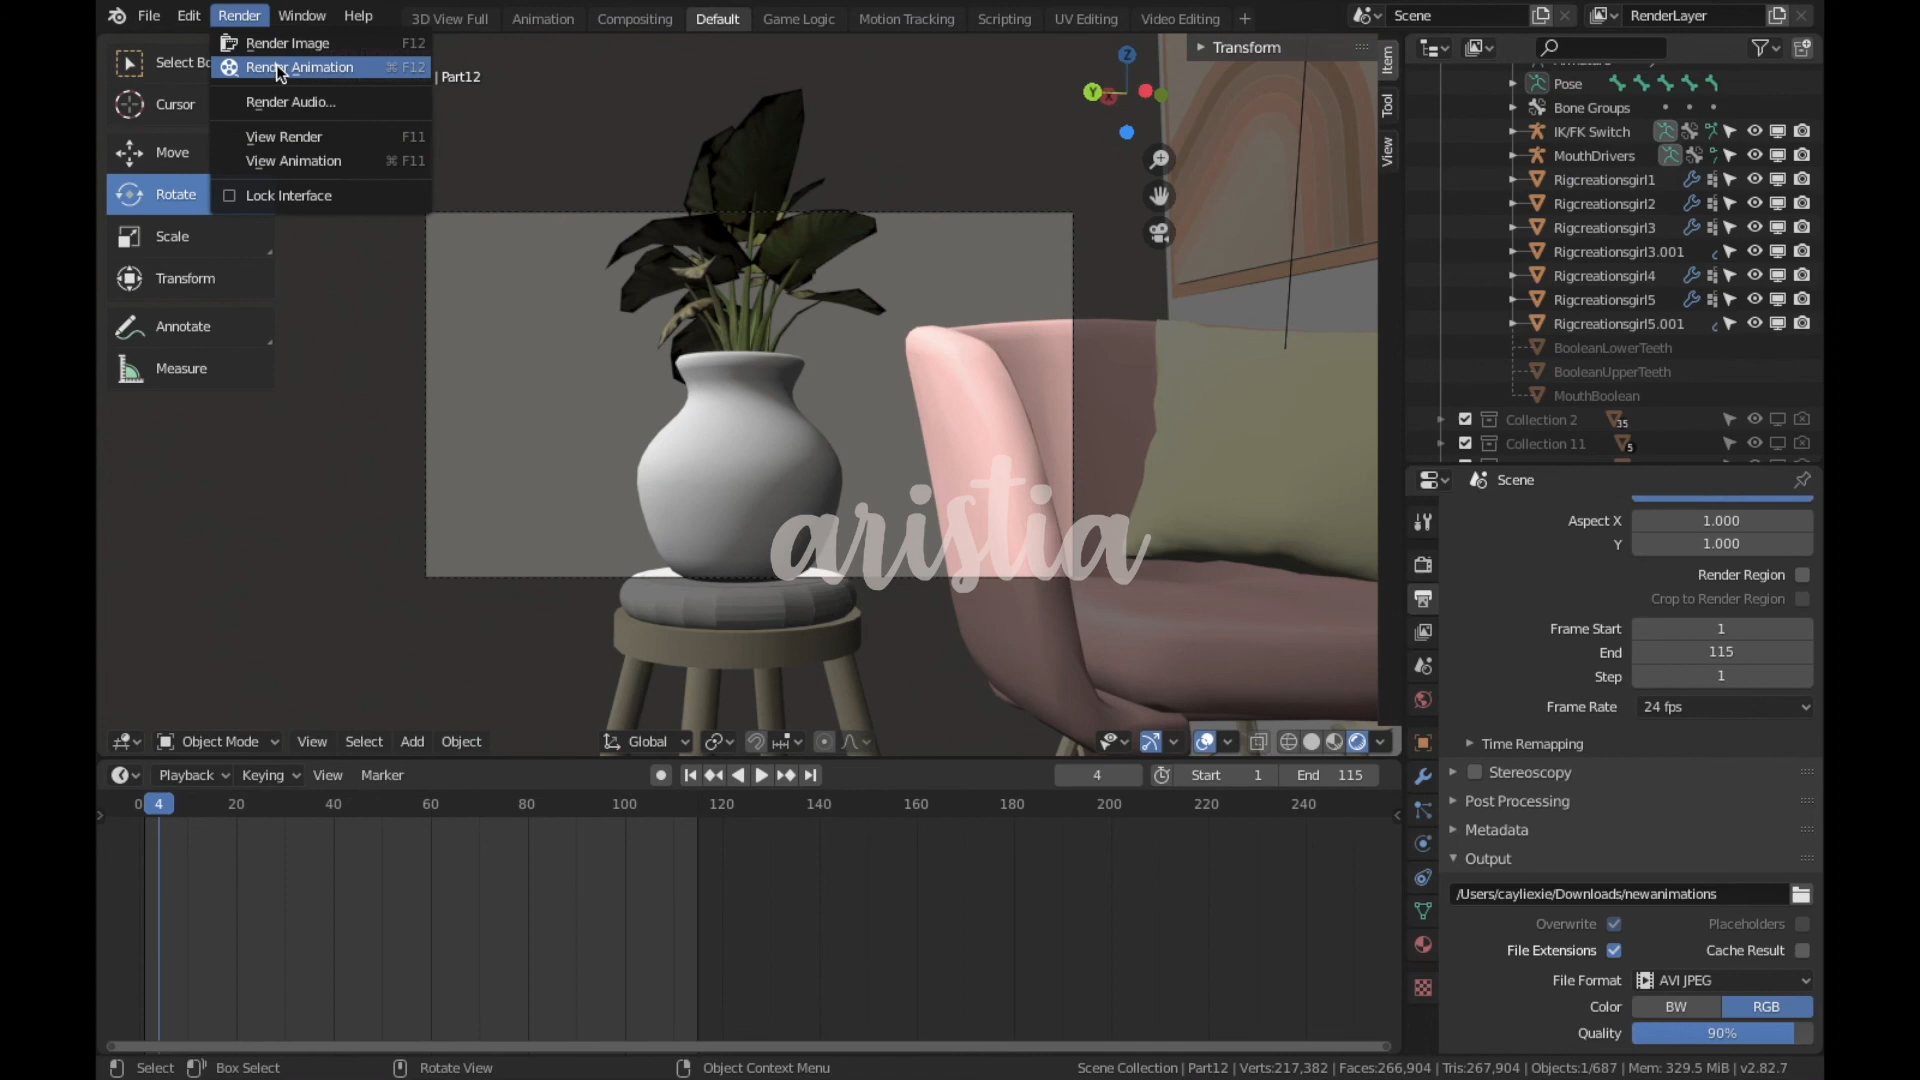 File Edit Render Window Help 3D View Full Animation Compositing Default Game Logic Motion Tracking Scripting UV Editing Video Editing + Scene RenderLayer
Render Image F12
Render Animation ⌘ F12
Render Audio...
View Render F11
View Animation ⌘ F11
Lock Interface
| Part12
Cursor
Move
Rotate
Scale
Transform
Annotate
Measure
Transform
Item
Tool
View
Z
Y
X
aristia
Pose
Bone Groups
IK/FK Switch
MouthDrivers
Rigcreationsgirl1
Rigcreationsgirl2
Rigcreationsgirl3
Rigcreationsgirl3.001
Rigcreationsgirl4
Rigcreationsgirl5
Rigcreationsgirl5.001
BooleanLowerTeeth
BooleanUpperTeeth
MouthBoolean
Collection 2 35
Collection 11 5
Scene
Aspect X 1.000
Y 1.000
Render Region
Crop to Render Region
Frame Start 1
End 115
Step 1
Frame Rate 24 fps
Time Remapping
Stereoscopy
Post Processing
Metadata
Output
/Users/cayliexie/Downloads/newanimations
Overwrite Placeholders
File Extensions Cache Result
File Format AVI JPEG
Color BW RGB
Quality 90%
Object Mode View Select Add Object Global
Playback Keying View Marker 4 Start 1 End 115
0 4 20 40 60 80 100 120 140 160 180 200 220 240
Select Box Select Rotate View Object Context Menu Scene Collection | Part12 | Verts:217,382 | Faces:266,904 | Tris:267,904 | Objects:1/687 | Mem: 329.5 MiB | v2.82.7